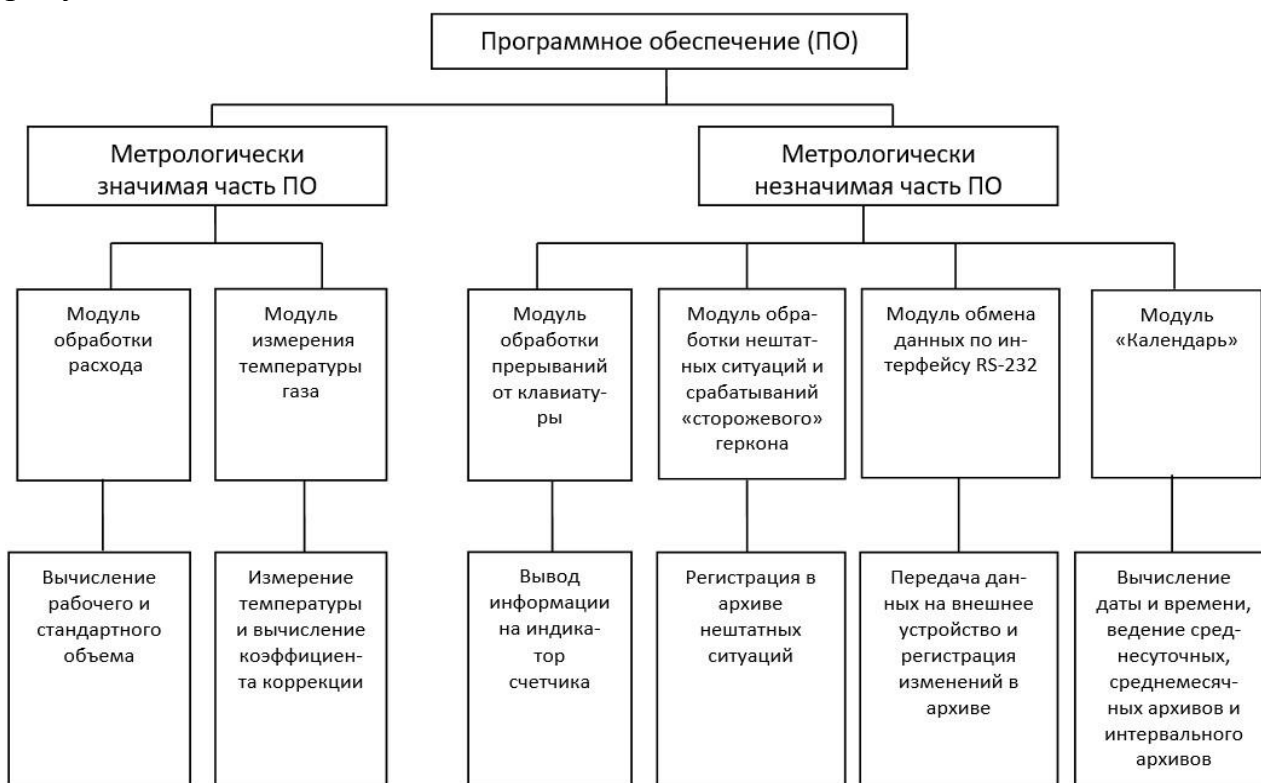 Программное обеспечение (ПО)
Метрологически
значимая часть ПО
Метрологически
незначимая часть ПО
Модуль
обработки
расхода
Модуль
измерения
температуры
газа
Модуль
обработки
прерываний
от клавиату-
ры
Модуль обра-
ботки нештат-
ных ситуаций и
срабатываний
«сторожевого»
геркона
Модуль обмена
данных по ин-
терфейсу RS-232
Модуль
«Календарь»
Вычисление
рабочего и
стандартного
объема
Измерение
температуры
и вычисление
коэффициен-
та коррекции
Вывод
информации
на индика-
тор
счетчика
Регистрация в
архиве
нештатных
ситуаций
Передача дан-
ных на внешнее
устройство и
регистрация
изменений в
архиве
Вычисление
даты и времени,
ведение сред-
несуточных,
среднемесяч-
ных архивов и
интервального
архивов